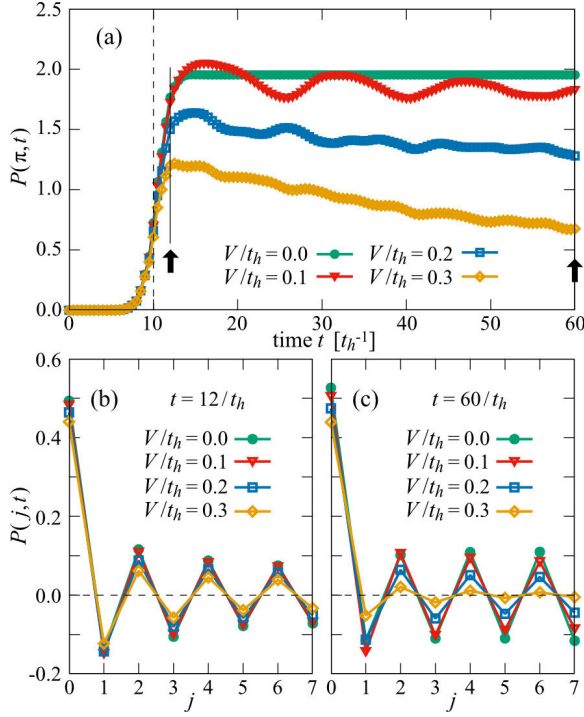 (a)
2.5
2.0
1.5
1.0
0.5
0.0
P(π,t)
V/t_h = 0.0
V/t_h = 0.2
V/t_h = 0.1
V/t_h = 0.3
0 10 20 30 40 50 60
time t [t_h⁻¹]
0.6
0.4
0.2
0.0
-0.2
P(j,t)
(b) t = 12/t_h
V/t_h = 0.0
V/t_h = 0.1
V/t_h = 0.2
V/t_h = 0.3
0 1 2 3 4 5 6 7
j
(c) t = 60/t_h
V/t_h = 0.0
V/t_h = 0.1
V/t_h = 0.2
V/t_h = 0.3
0 1 2 3 4 5 6 7
j